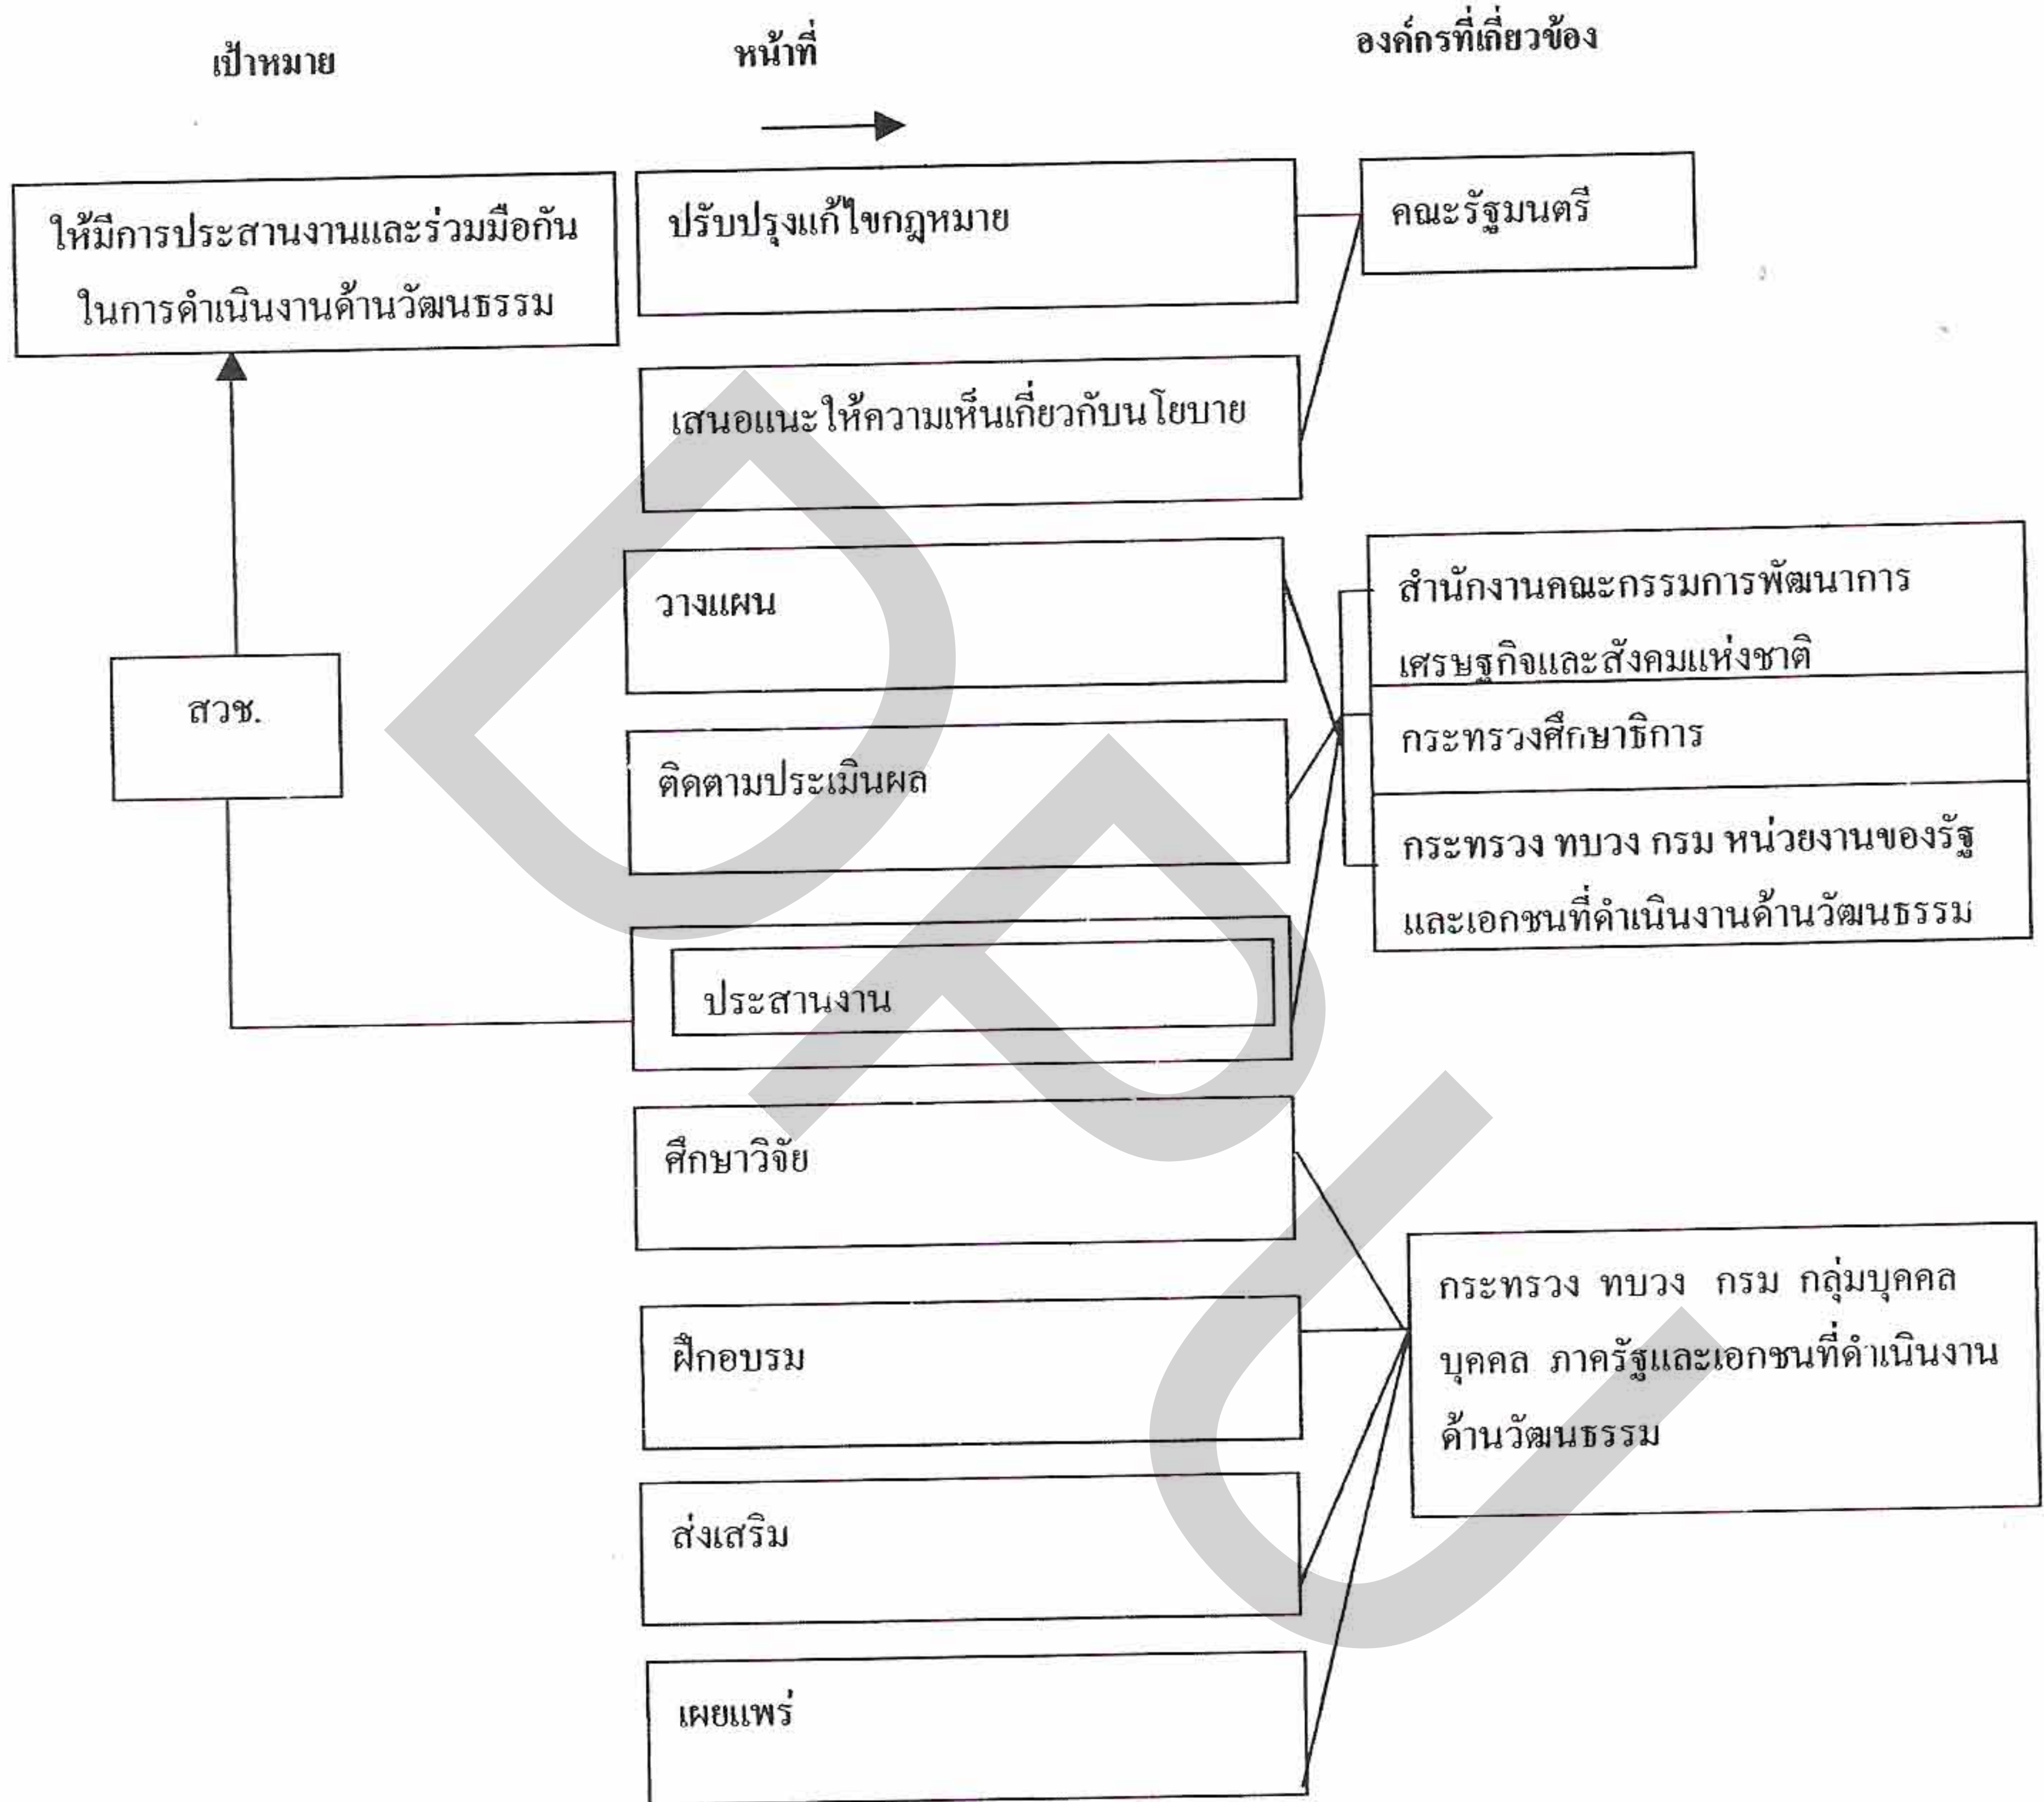 เป้าหมาย
หน้าที่
องค์กรที่เกี่ยวข้อง
ให้มีการประสานงานและร่วมมือกัน
ในการดำเนินงานด้านวัฒนธรรม
สวช.
ปรับปรุงแก้ไขกฎหมาย
เสนอแนะให้ความเห็นเกี่ยวกับนโยบาย
วางแผน
ติดตามประเมินผล
ประสานงาน
ศึกษาวิจัย
ฝึกอบรม
ส่งเสริม
เผยแพร่
คณะรัฐมนตรี
สำนักงานคณะกรรมการพัฒนาการ
เศรษฐกิจและสังคมแห่งชาติ
กระทรวงศึกษาธิการ
กระทรวง ทบวง กรม หน่วยงานของรัฐ
และเอกชนที่ดำเนินงานด้านวัฒนธรรม
กระทรวง ทบวง กรม กลุ่มบุคคล
บุคคล ภาครัฐและเอกชนที่ดำเนินงาน
ด้านวัฒนธรรม
DPU